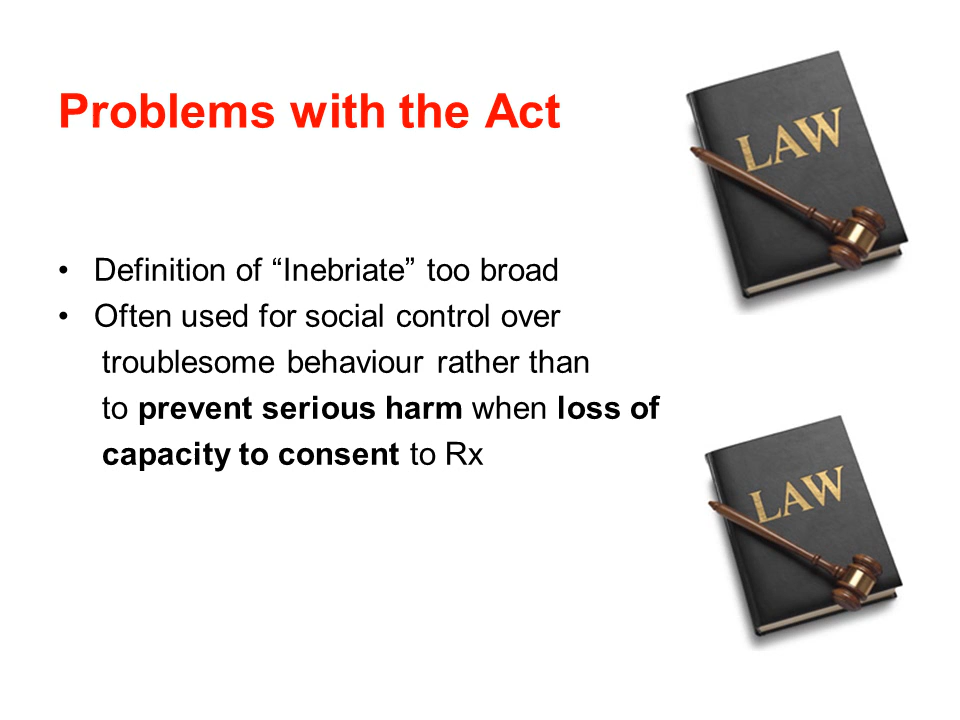 Problems with the Act
LAW
• Definition of “Inebriate” too broad
• Often used for social control over
troublesome behaviour rather than
to prevent serious harm when loss of
capacity to consent to Rx
LAW